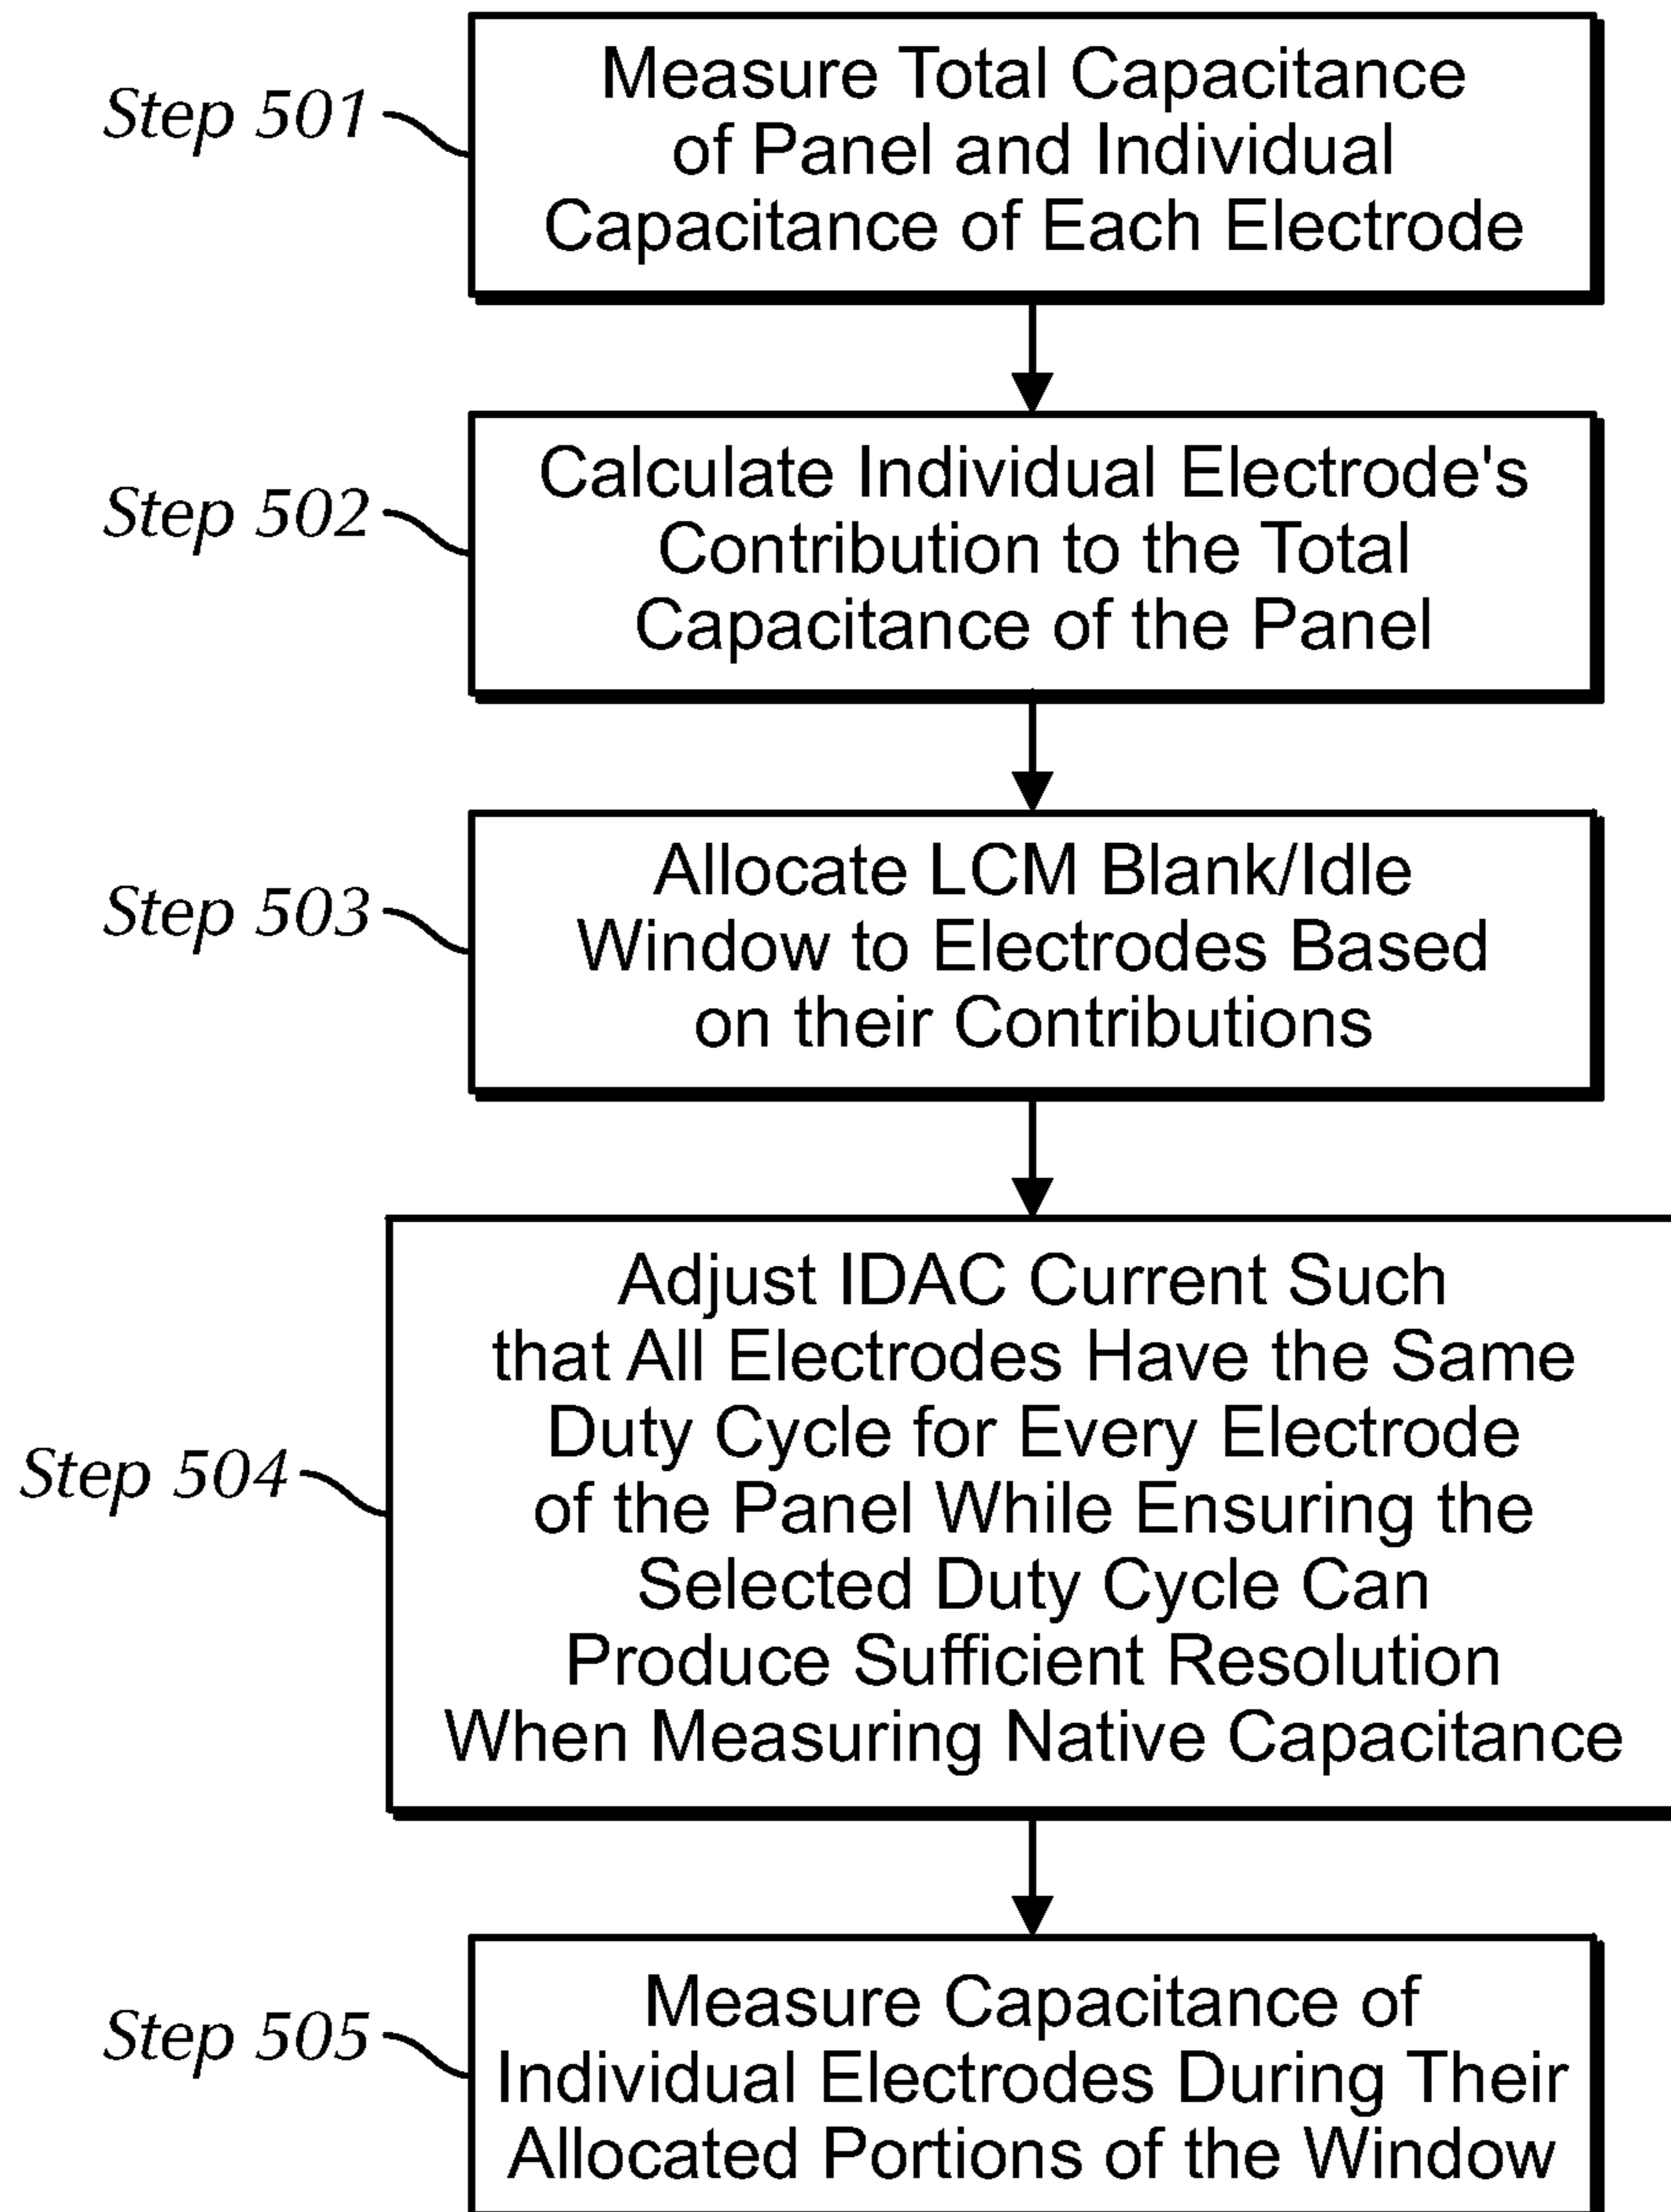 Step 501
Measure Total Capacitance
of Panel and Individual
Capacitance of Each Electrode
Step 502
Calculate Individual Electrode's
Contribution to the Total
Capacitance of the Panel
Step 503
Allocate LCM Blank/Idle
Window to Electrodes Based
on their Contributions
Step 504
Adjust IDAC Current Such
that All Electrodes Have the Same
Duty Cycle for Every Electrode
of the Panel While Ensuring the
Selected Duty Cycle Can
Produce Sufficient Resolution
When Measuring Native Capacitance
Step 505
Measure Capacitance of
Individual Electrodes During Their
Allocated Portions of the Window